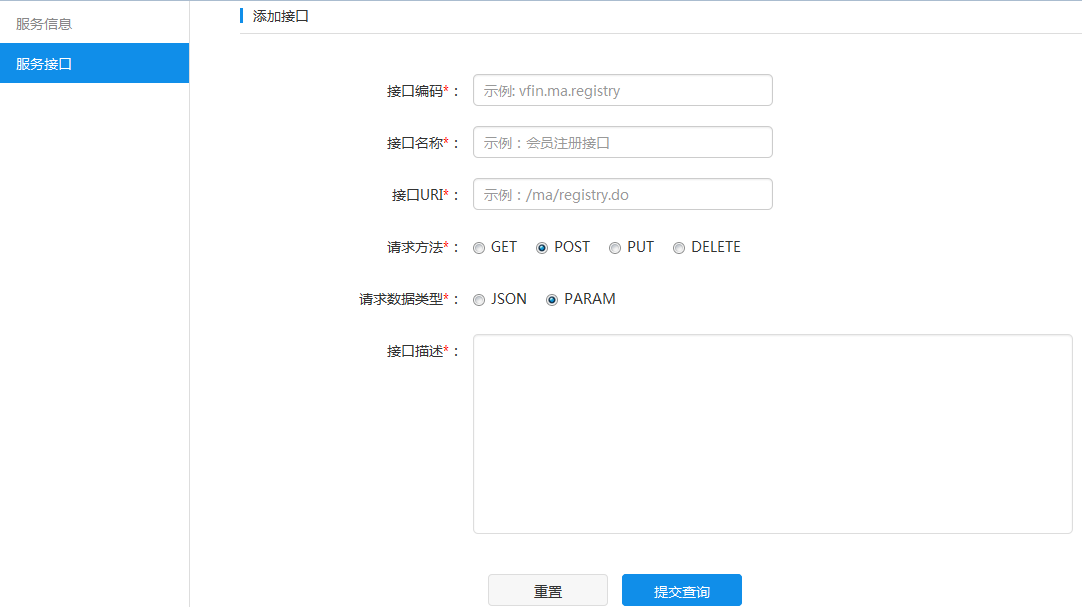 服务信息
服务接口
添加接口
接口编码*：
示例: vfin.ma.registry
接口名称*：
示例：会员注册接口
接口URI*：
示例：/ma/registry.do
请求方法*： GET POST PUT DELETE
请求数据类型*： JSON PARAM
接口描述*：
重置
提交查询